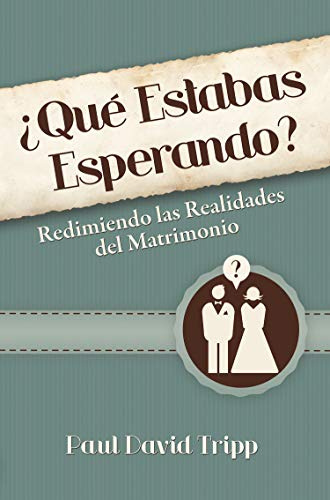 ¿Qué Estabas
Esperando?
Redimiendo las Realidades
del Matrimonio
?
Paul David Tripp